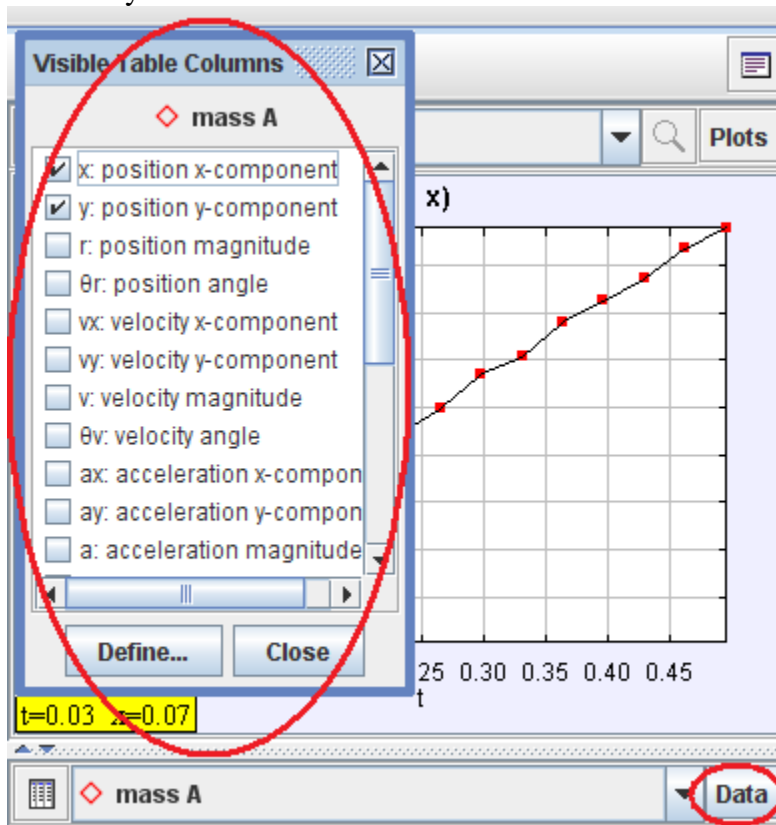 Visible Table Columns
mass A
x: position x-component
y: position y-component
r: position magnitude
θr: position angle
vx: velocity x-component
vy: velocity y-component
v: velocity magnitude
θv: velocity angle
ax: acceleration x-compon
ay: acceleration y-compon
a: acceleration magnitude
Define... Close
Plots
x)
25 0.30 0.35 0.40 0.45
t
t=0.03 x=0.07
mass A
Data